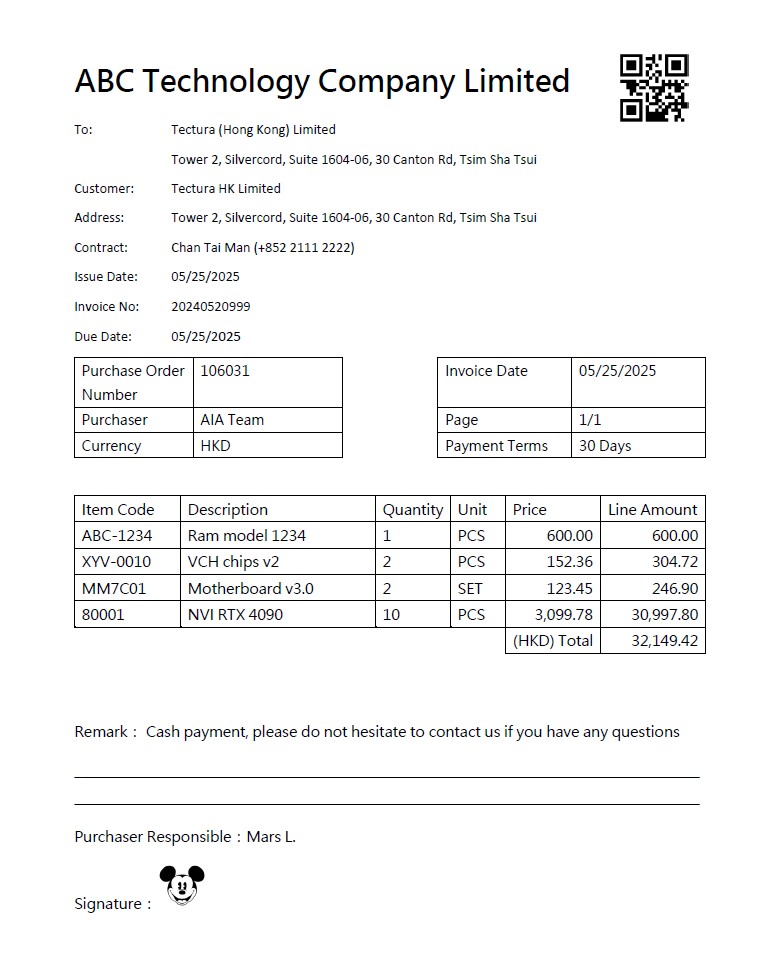 ABC Technology Company Limited
To: Tectura (Hong Kong) Limited
Tower 2, Silvercord, Suite 1604-06, 30 Canton Rd, Tsim Sha Tsui
Customer: Tectura HK Limited
Address: Tower 2, Silvercord, Suite 1604-06, 30 Canton Rd, Tsim Sha Tsui
Contract: Chan Tai Man (+852 2111 2222)
Issue Date: 05/25/2025
Invoice No: 20240520999
Due Date: 05/25/2025
Purchase Order Number 106031
Purchaser AIA Team
Currency HKD
Invoice Date 05/25/2025
Page 1/1
Payment Terms 30 Days
Item Code Description Quantity Unit Price Line Amount
ABC-1234 Ram model 1234 1 PCS 600.00 600.00
XYV-0010 VCH chips v2 2 PCS 152.36 304.72
MM7C01 Motherboard v3.0 2 SET 123.45 246.90
80001 NVI RTX 4090 10 PCS 3,099.78 30,997.80
(HKD) Total 32,149.42
Remark： Cash payment, please do not hesitate to contact us if you have any questions
Purchaser Responsible：Mars L.
Signature：